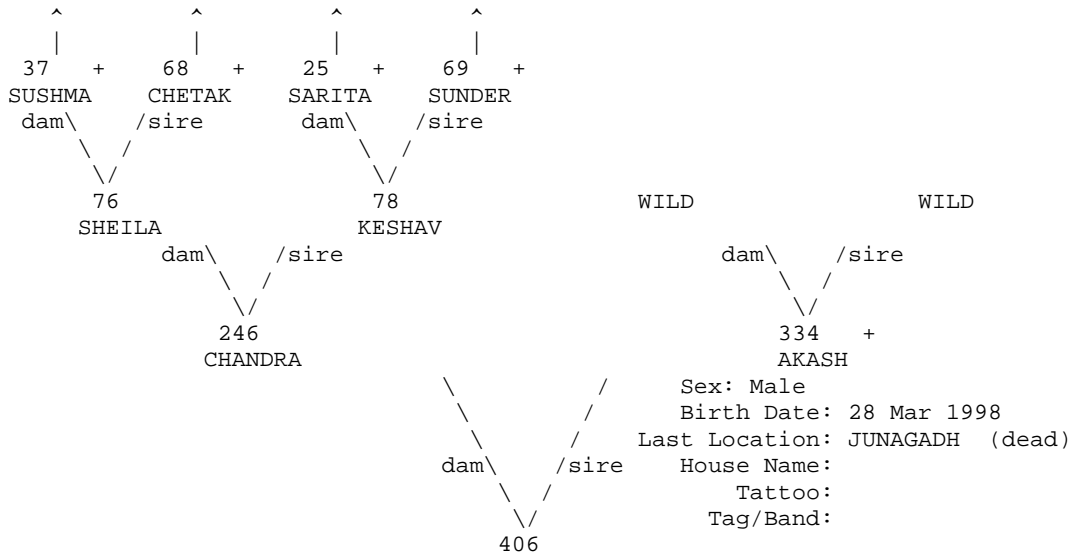 ^ ^ ^ ^
| | | |
37 + 68 + 25 + 69 +
SUSHMA CHETAK SARITA SUNDER
dam\ /sire dam\ /sire
\ / \ /
\/ \/
76 78 WILD WILD
SHEILA KESHAV
dam\ /sire dam\ /sire
\ / \ /
\/ \/
246 334 +
CHANDRA AKASH
\ / Sex: Male
\ / Birth Date: 28 Mar 1998
\ / Last Location: JUNAGADH (dead)
dam\ /sire House Name:
\ / Tattoo:
\/ Tag/Band:
406